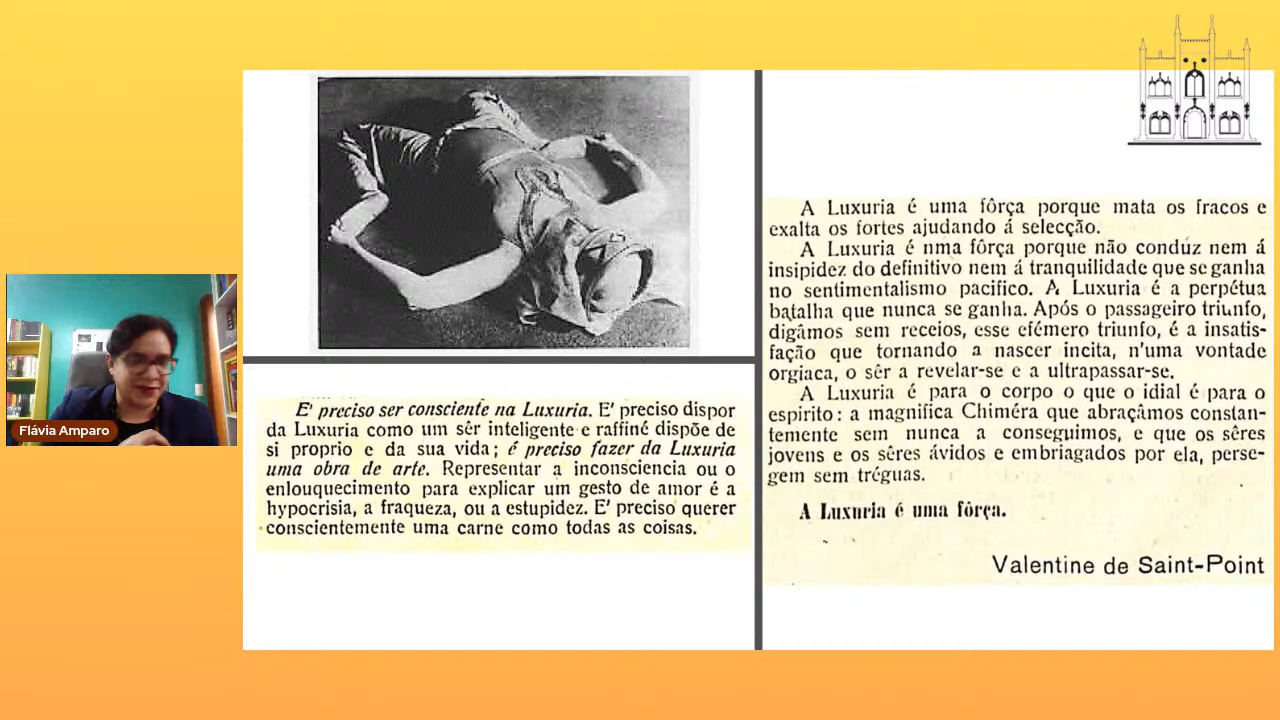 Flávia Amparo
E' preciso ser consciente na Luxuria. E' preciso dispor
da Luxuria como um sêr inteligente e raffiné dispõe de
si proprio e da sua vida; é preciso fazer da Luxuria
uma obra de arte. Representar a inconsciencia ou o
enlouquecimento para explicar um gesto de amor é a
hypocrisia, a fraqueza, ou a estupidez. E' preciso querer
conscientemente uma carne como todas as coisas.
A Luxuria é uma fôrça porque mata os fracos e
exalta os fortes ajudando á selecção.
A Luxuria é uma fôrça porque não condúz nem á
insipidez do definitivo nem á tranquilidade que se ganha
no sentimentalismo pacifico. A Luxuria é a perpétua
batalha que nunca se ganha. Após o passageiro triunfo,
digâmos sem receios, esse efémero triunfo, é a insatis-
fação que tornando a nascer incita, n'uma vontade
orgiaca, o sêr a revelar-se e a ultrapassar-se.
A Luxuria é para o corpo o que o idial é para o
espirito: a magnifica Chiméra que abraçâmos constan-
temente sem nunca a conseguimos, e que os sêres
jovens e os sêres ávidos e embriagados por ela, perse-
gem sem tréguas.
A Luxuria é uma fôrça.
Valentine de Saint-Point